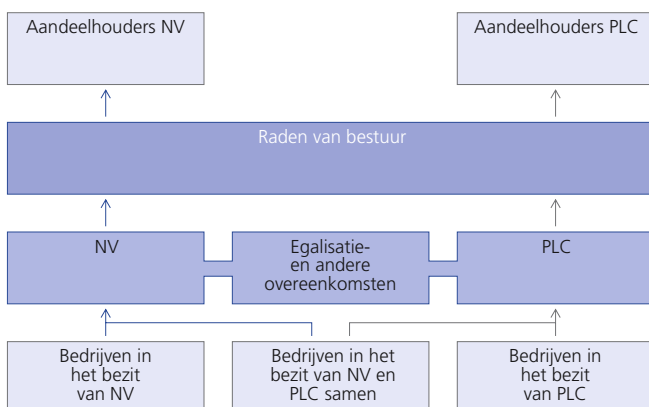 Aandeelhouders NV
Aandeelhouders PLC
Raden van bestuur
NV
Egalisatie-
en andere
overeenkomsten
PLC
Bedrijven in
het bezit
van NV
Bedrijven in het
bezit van NV en
PLC samen
Bedrijven in
het bezit
van PLC